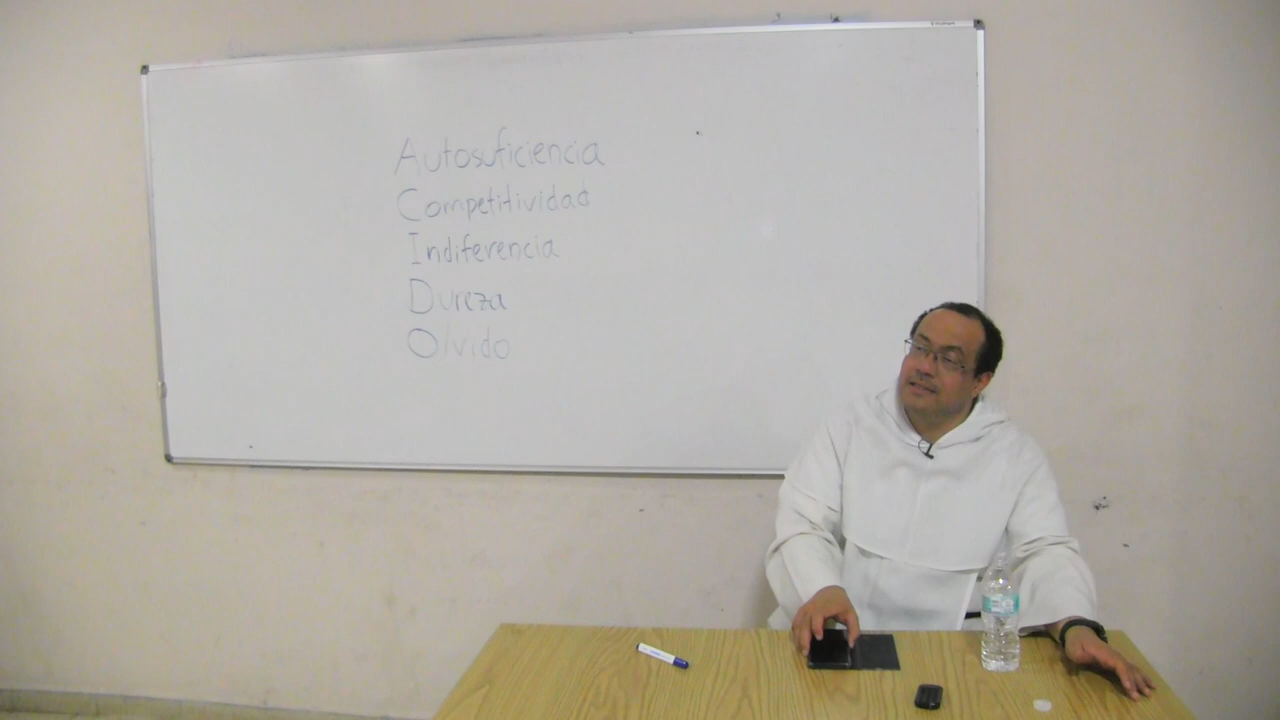 Autosuficiencia
Competitividad
Indiferencia
Dureza
Olvido